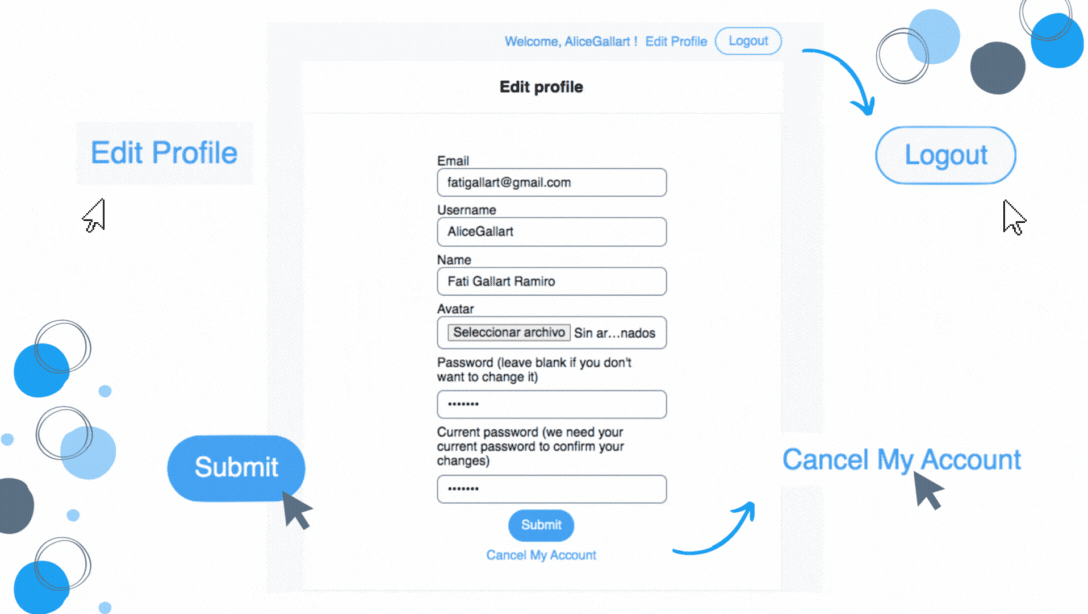 Welcome, AliceGallart ! Edit Profile Logout
Edit profile
Edit Profile
Logout
Email
fatigallart@gmail.com
Username
AliceGallart
Name
Fati Gallart Ramiro
Avatar
Seleccionar archivo Sin ar...nados
Password (leave blank if you don't
want to change it)
•••••••
Current password (we need your
current password to confirm your
changes)
•••••••
Submit
Cancel My Account
Submit
Cancel My Account